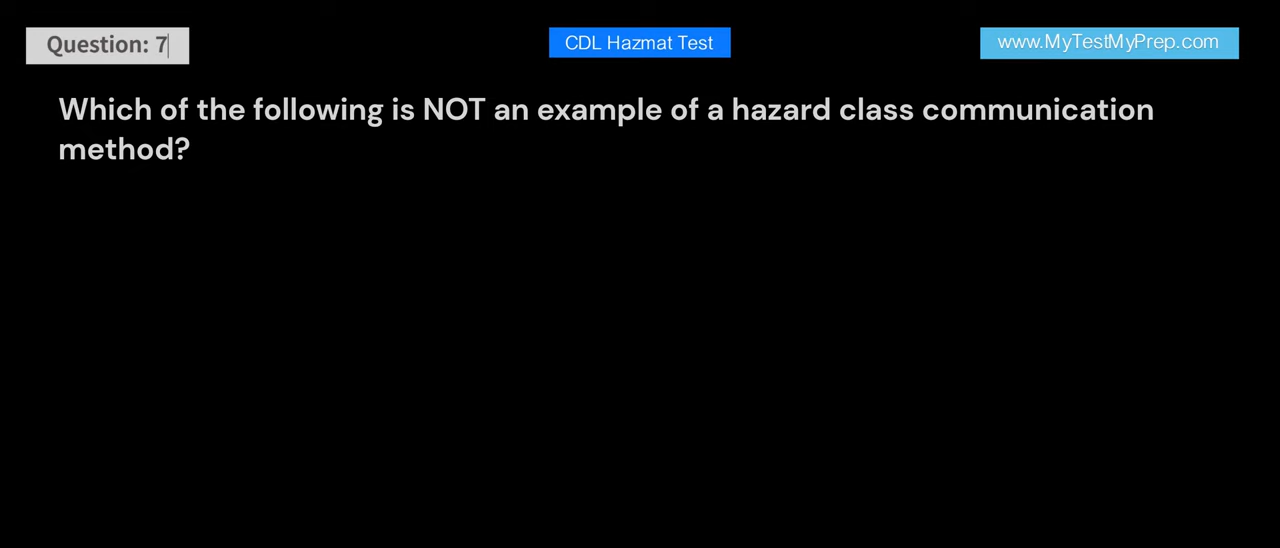 Question: 7
CDL Hazmat Test
www.MyTestMyPrep.com
Which of the following is NOT an example of a hazard class communication
method?